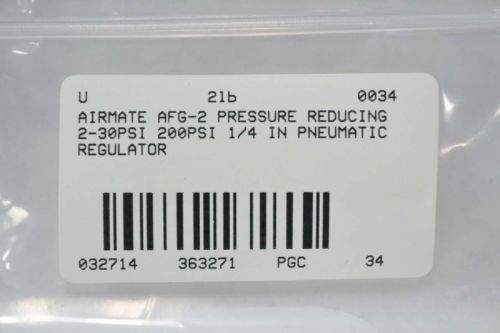 U 21b 0034
AIRMATE AFG-2 PRESSURE REDUCING
2-30PSI 200PSI 1/4 IN PNEUMATIC
REGULATOR
032714 363271 PGC 34